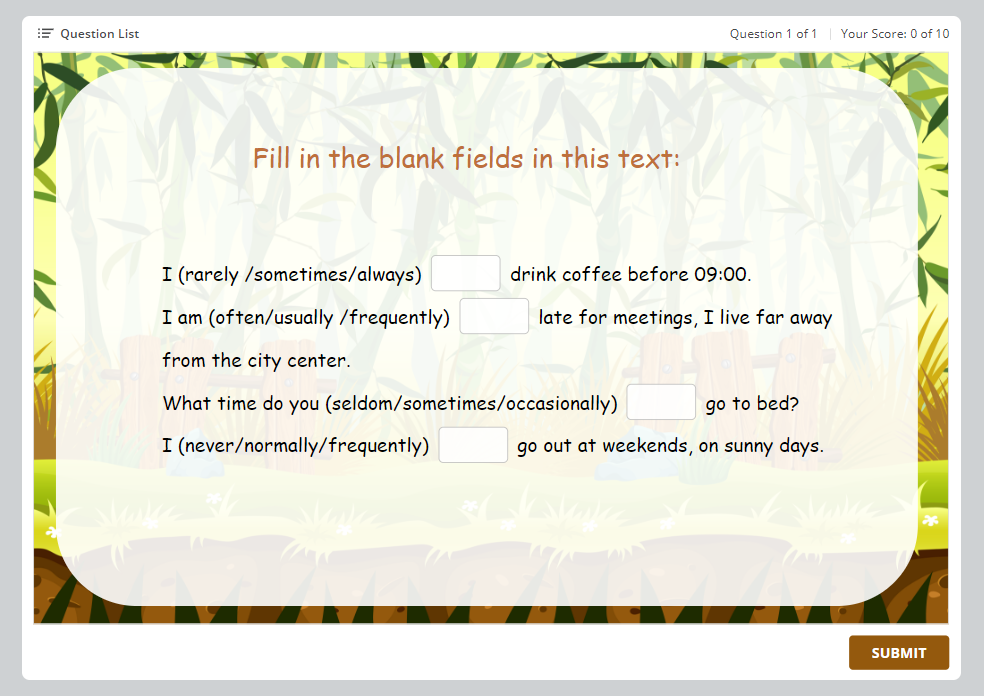 Question List
Question 1 of 1 | Your Score: 0 of 10
Fill in the blank fields in this text:
I (rarely /sometimes/always) drink coffee before 09:00.
I am (often/usually /frequently) late for meetings, I live far away
from the city center.
What time do you (seldom/sometimes/occasionally) go to bed?
I (never/normally/frequently) go out at weekends, on sunny days.
SUBMIT